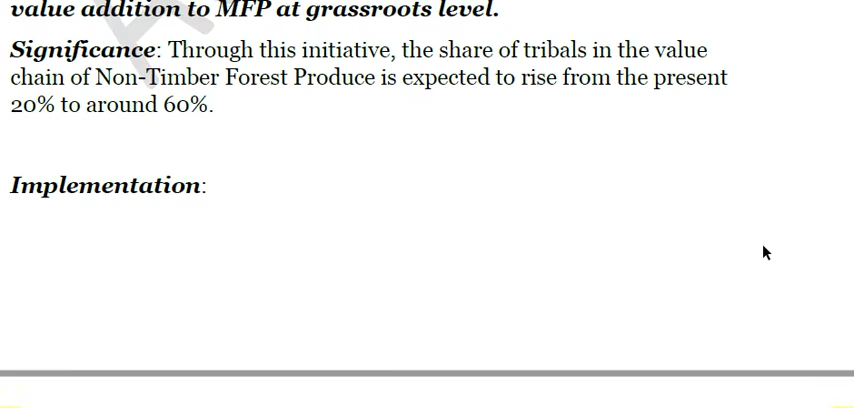 value addition to MFP at grassroots level.
Significance: Through this initiative, the share of tribals in the value
chain of Non-Timber Forest Produce is expected to rise from the present
20% to around 60%.
Implementation: